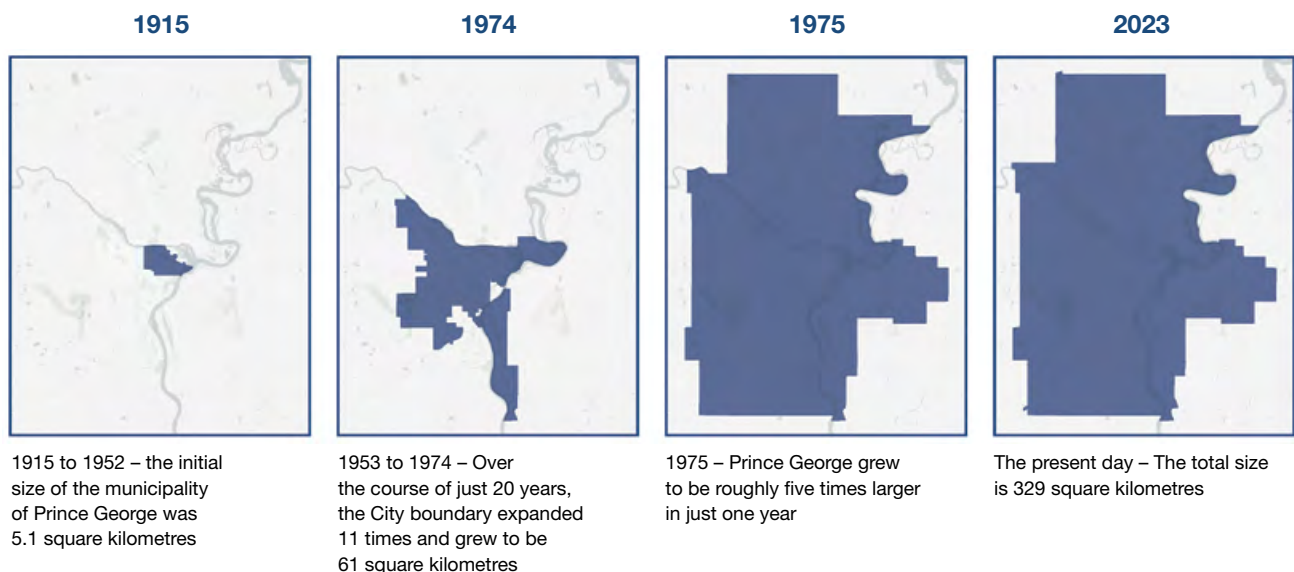 1915
1974
1975
2023
1915 to 1952 – the initial
size of the municipality
of Prince George was
5.1 square kilometres
1953 to 1974 – Over
the course of just 20 years,
the City boundary expanded
11 times and grew to be
61 square kilometres
1975 – Prince George grew
to be roughly five times larger
in just one year
The present day – The total size
is 329 square kilometres